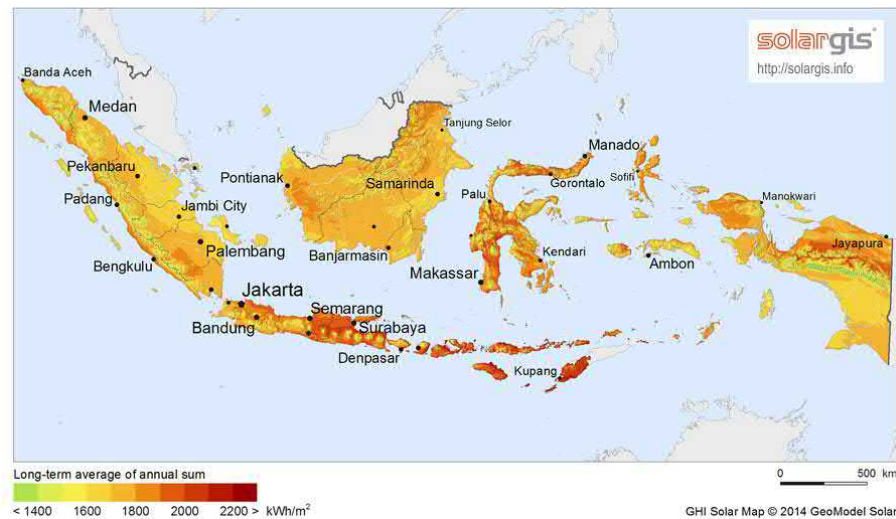 solargis
http://solargis.info
Banda Aceh
Medan
Tanjung Selor
Manado
Pekanbaru
Pontianak
Samarinda
Gorontalo
Sofifi
Manokwari
Padang
Jambi City
Palu
Palembang
Banjarmasin
Kendari
Jayapura
Bengkulu
Makassar
Ambon
Jakarta
Semarang
Bandung
Surabaya
Denpasar
Kupang
Long-term average of annual sum
< 1400 1600 1800 2000 2200 > kWh/m²
0 500 km
GHI Solar Map © 2014 GeoModel Solar